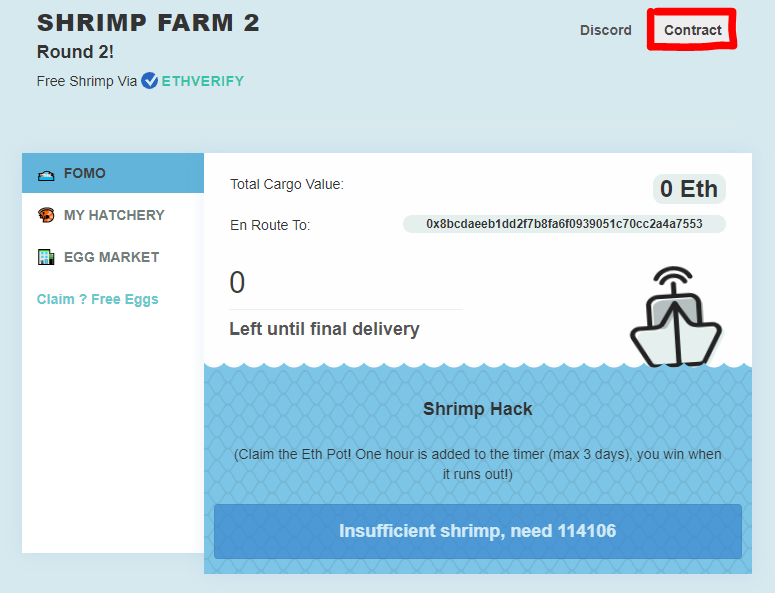 SHRIMP FARM 2
Round 2!
Free Shrimp Via ETHVERIFY
Discord
Contract
FOMO
MY HATCHERY
EGG MARKET
Claim ? Free Eggs
Total Cargo Value:
0 Eth
En Route To:
0x8bcdaeeb1dd2f7b8fa6f0939051c70cc2a4a7553
0
Left until final delivery
Shrimp Hack
(Claim the Eth Pot! One hour is added to the timer (max 3 days), you win when
it runs out!)
Insufficient shrimp, need 114106